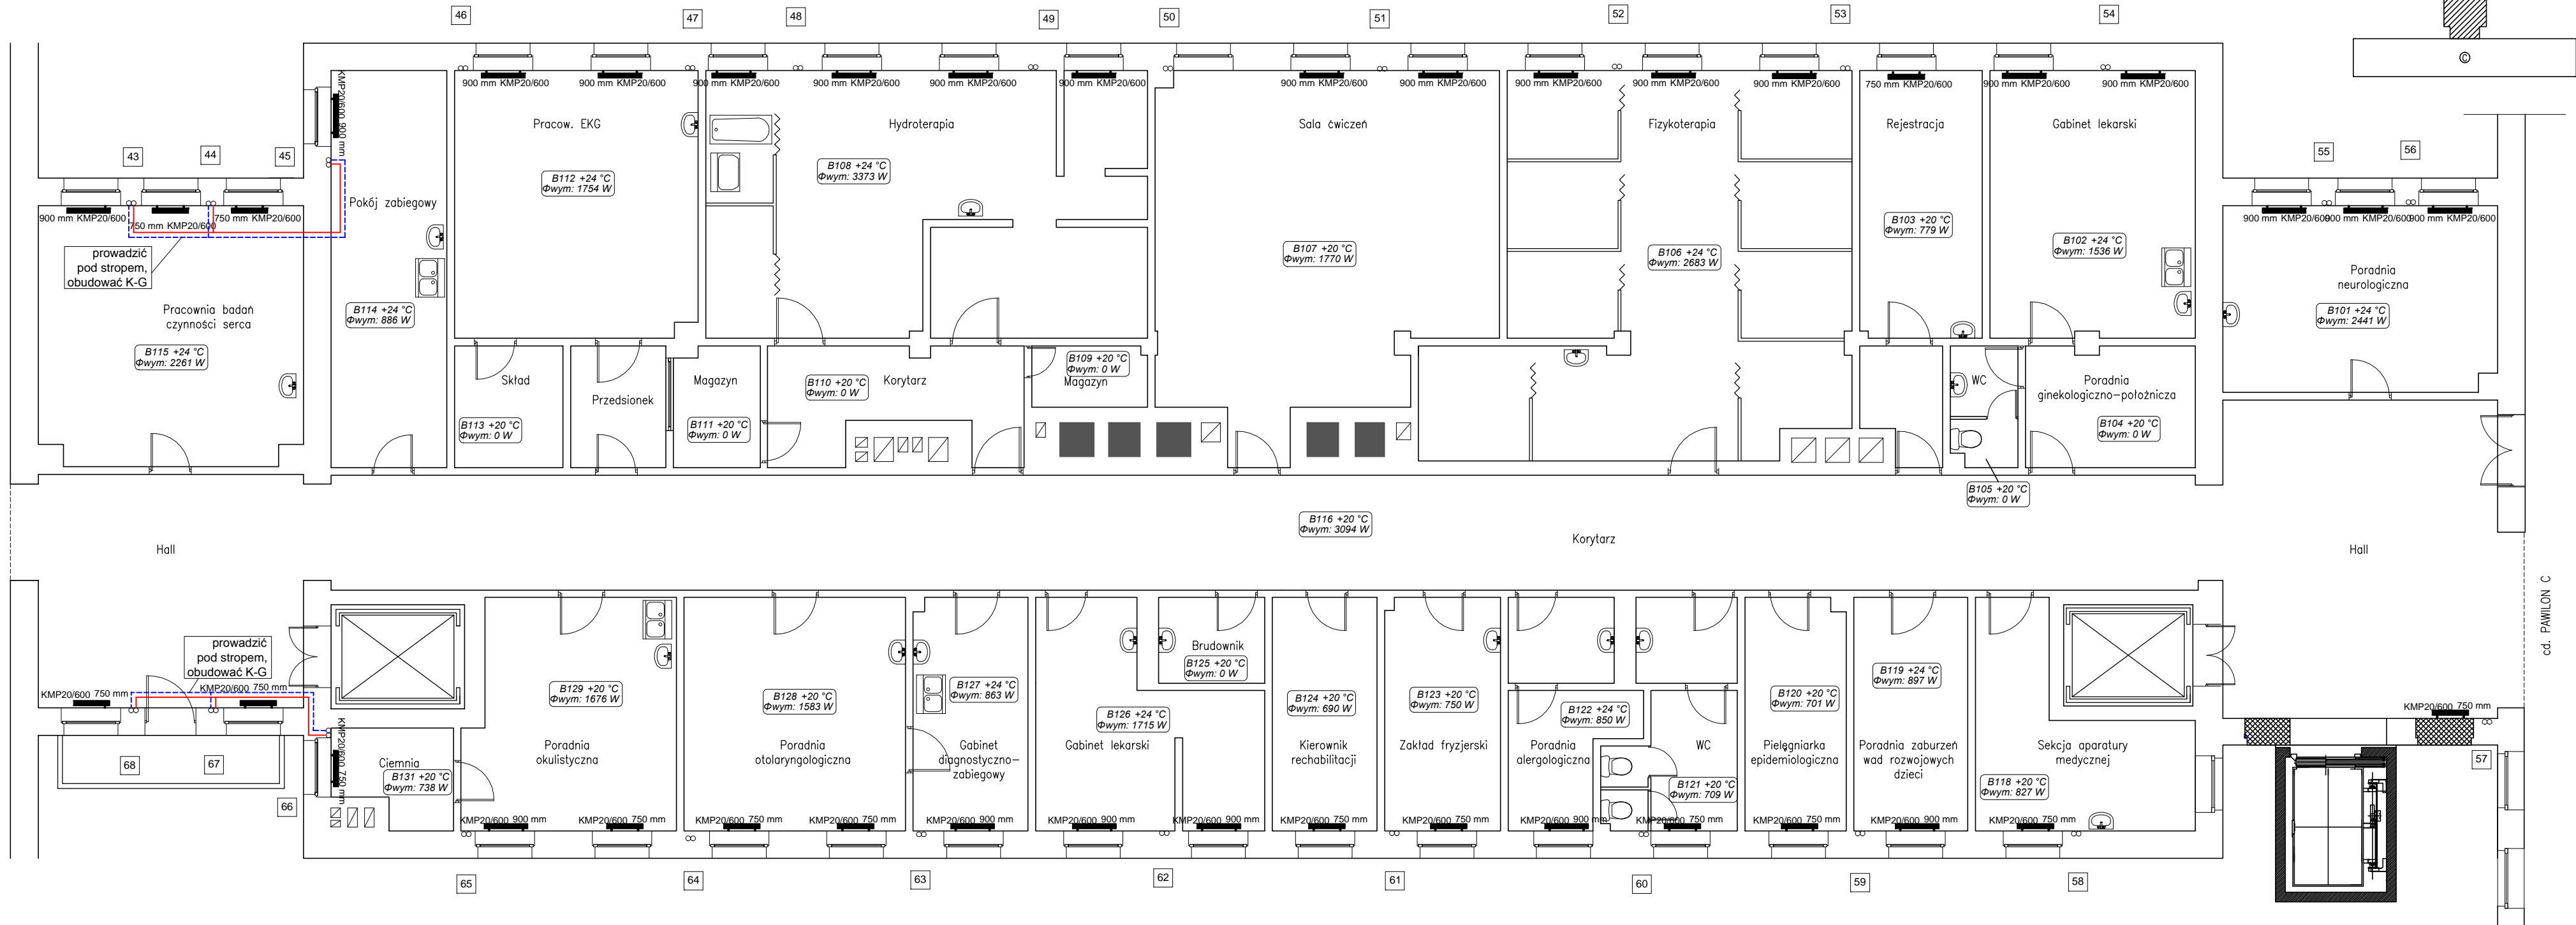 46
47
48
49
50
51
52
53
54
©
KMP20/600 900 mm
900 mm KMP20/600
900 mm KMP20/600
900 mm KMP20/600
900 mm KMP20/600
900 mm KMP20/600
900 mm KMP20/600
900 mm KMP20/600
900 mm KMP20/600
900 mm KMP20/600
900 mm KMP20/600
900 mm KMP20/600
750 mm KMP20/600
900 mm KMP20/600
900 mm KMP20/600
43
44
45
55
56
900 mm KMP20/600
750 mm KMP20/600
750 mm KMP20/600
900 mm KMP20/600
900 mm KMP20/600
900 mm KMP20/600
prowadzić
pod stropem,
obudować K-G
Pracownia badań
czynności serca
B115 +24 °C
Φwym: 2261 W
Pokój zabiegowy
B114 +24 °C
Φwym: 886 W
Pracow. EKG
B112 +24 °C
Φwym: 1754 W
Hydroterapia
B108 +24 °C
Φwym: 3373 W
Sala ćwiczeń
B107 +20 °C
Φwym: 1770 W
Fizykoterapia
B106 +24 °C
Φwym: 2683 W
Rejestracja
B103 +20 °C
Φwym: 779 W
Gabinet lekarski
B102 +24 °C
Φwym: 1536 W
Poradnia
neurologiczna
B101 +24 °C
Φwym: 2441 W
Skład
B113 +20 °C
Φwym: 0 W
Przedsionek
Magazyn
B111 +20 °C
Φwym: 0 W
B110 +20 °C
Φwym: 0 W
Korytarz
B109 +20 °C
Φwym: 0 W
Magazyn
WC
Poradnia
ginekologiczno-położnicza
B104 +20 °C
Φwym: 0 W
B105 +20 °C
Φwym: 0 W
Hall
B116 +20 °C
Φwym: 3094 W
Korytarz
Hall
cd. PAWILON C
prowadzić
pod stropem,
obudować K-G
KMP20/600 750 mm
KMP20/600 750 mm
KMP20/600 750 mm
Ciemnia
B131 +20 °C
Φwym: 738 W
B129 +20 °C
Φwym: 1676 W
Poradnia
okulistyczna
B128 +20 °C
Φwym: 1583 W
Poradnia
otolaryngologiczna
B127 +24 °C
Φwym: 863 W
Gabinet
diagnostyczno-
zabiegowy
B126 +24 °C
Φwym: 1715 W
Gabinet lekarski
Brudownik
B125 +20 °C
Φwym: 0 W
B124 +20 °C
Φwym: 690 W
Kierownik
rechabilitacji
B123 +20 °C
Φwym: 750 W
Zakład fryzjerski
B122 +24 °C
Φwym: 850 W
Poradnia
alergologiczna
WC
B121 +20 °C
Φwym: 709 W
B120 +20 °C
Φwym: 701 W
Pielęgniarka
epidemiologiczna
B119 +24 °C
Φwym: 897 W
Poradnia zaburzeń
wad rozwojowych
dzieci
Sekcja aparatury
medycznej
B118 +20 °C
Φwym: 827 W
KMP20/600 750 mm
KMP20/600 900 mm
KMP20/600 750 mm
KMP20/600 750 mm
KMP20/600 750 mm
KMP20/600 900 mm
KMP20/600 900 mm
KMP20/600 900 mm
KMP20/600 750 mm
KMP20/600 750 mm
KMP20/600 900 mm
KMP20/600 750 mm
KMP20/600 750 mm
KMP20/600 900 mm
KMP20/600 750 mm
68
67
66
57
65
64
63
62
61
60
59
58